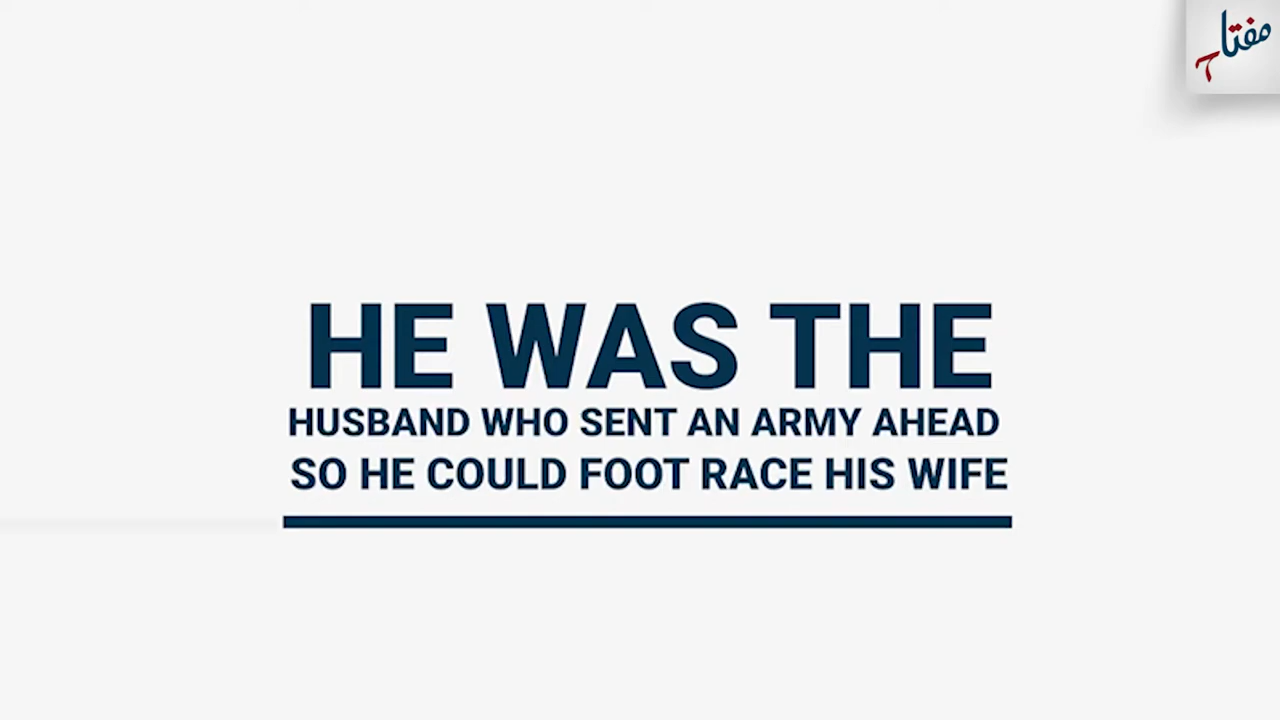 مفتاح
HE WAS THE
HUSBAND WHO SENT AN ARMY AHEAD
SO HE COULD FOOT RACE HIS WIFE